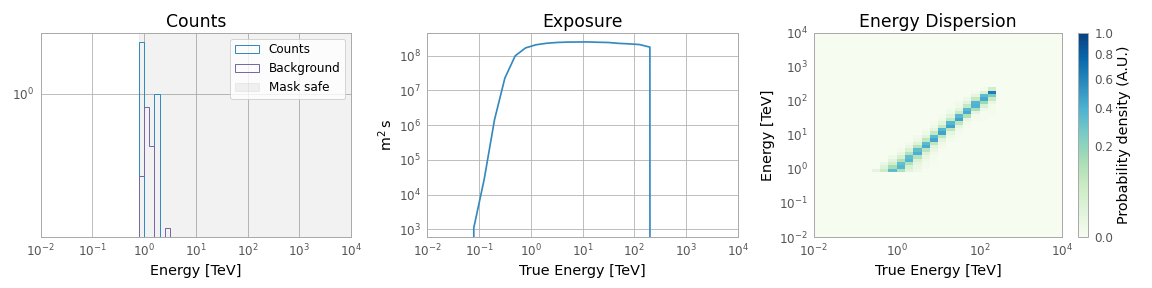 Counts
Counts
Background
Mask safe
10^0
10^-2 10^-1 10^0 10^1 10^2 10^3 10^4
Energy [TeV]
Exposure
m^2 s
10^8
10^7
10^6
10^5
10^4
10^3
10^-2 10^-1 10^0 10^1 10^2 10^3 10^4
True Energy [TeV]
Energy Dispersion
Energy [TeV]
10^4
10^3
10^2
10^1
10^0
10^-1
10^-2
10^-2 10^0 10^2 10^4
True Energy [TeV]
1.0
0.8
0.6
0.4
0.2
0.0
Probability density (A.U.)